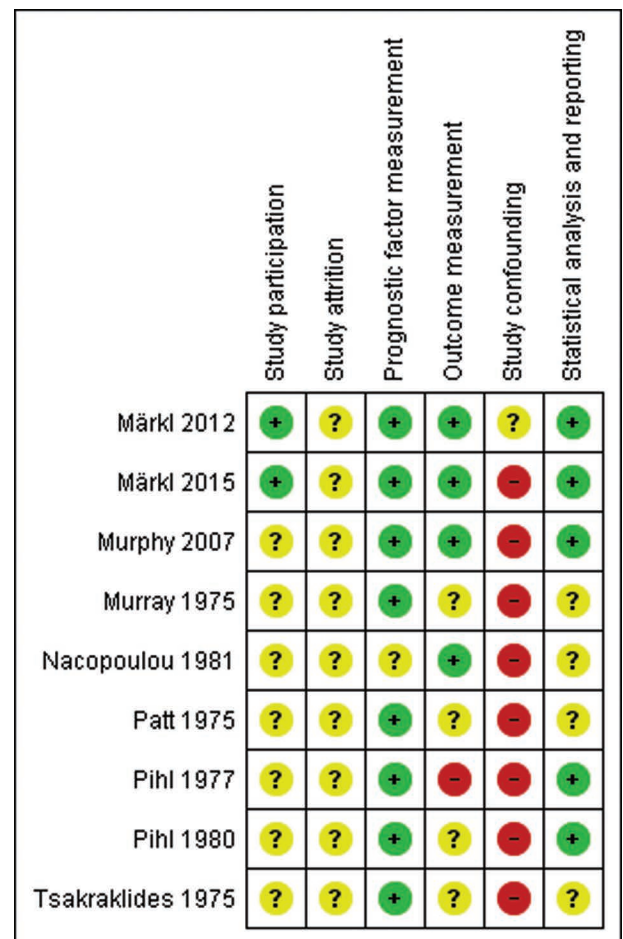 Study participation
Study attrition
Prognostic factor measurement
Outcome measurement
Study confounding
Statistical analysis and reporting
Märkl 2012 + ? + + ? +
Märkl 2015 + ? + + - +
Murphy 2007 ? ? + + - +
Murray 1975 ? ? + ? - ?
Nacopoulou 1981 ? ? ? + - ?
Patt 1975 ? ? + ? - ?
Pihl 1977 ? ? + - - +
Pihl 1980 ? ? + ? - +
Tsakraklides 1975 ? ? + ? - ?